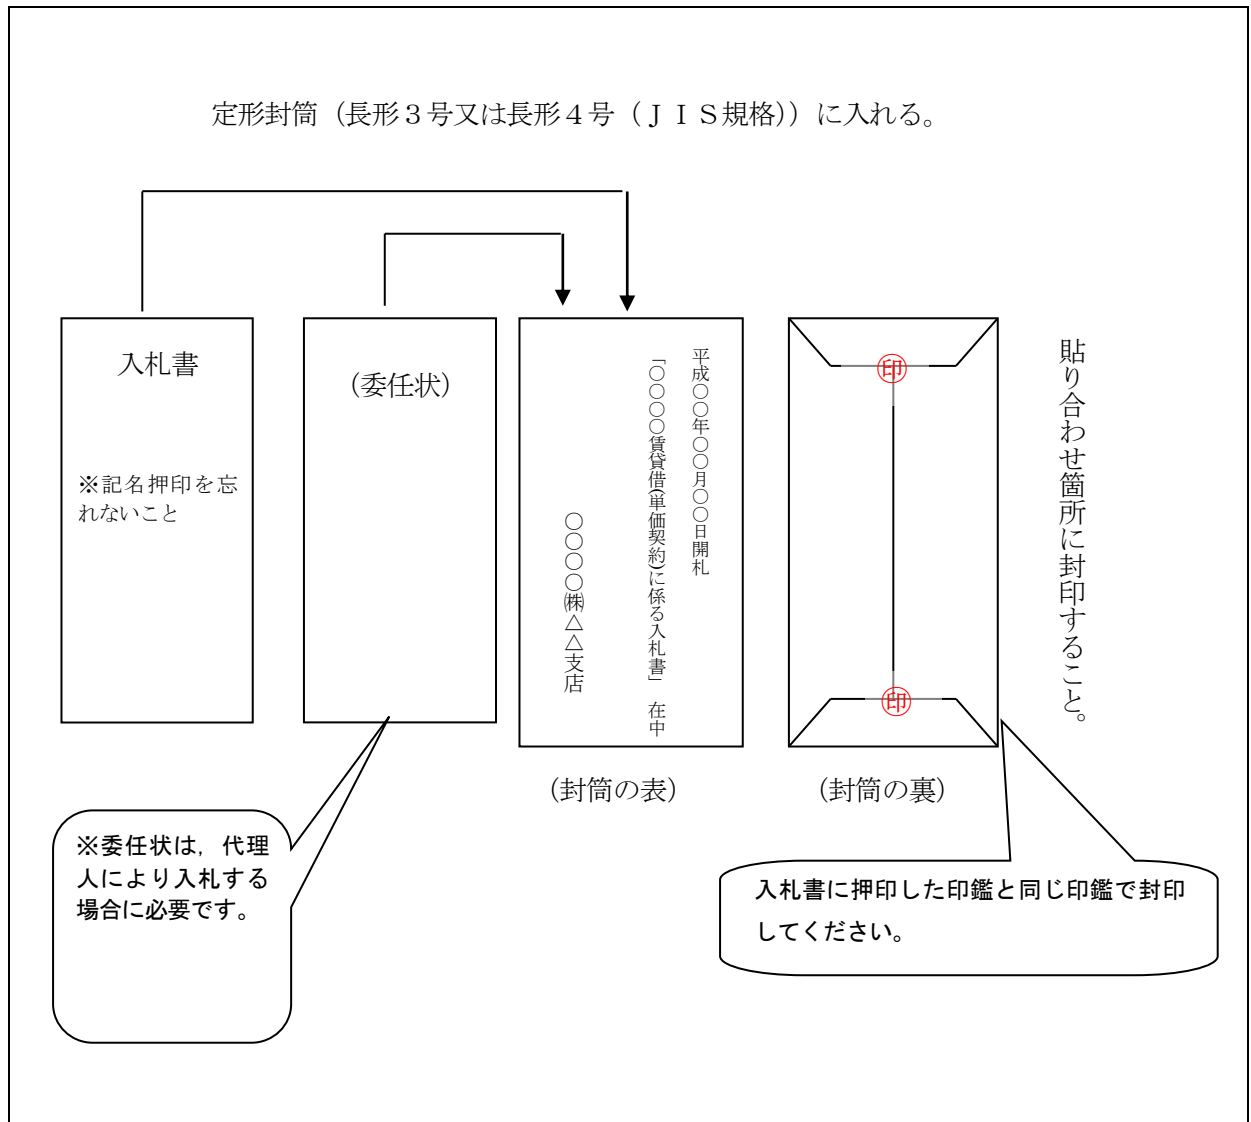 定形封筒（長形３号又は長形４号（ＪＩＳ規格））に入れる。
入札書
※記名押印を忘
れないこと
（委任状）
平成〇〇年〇〇月〇〇日開札
「〇〇〇〇賃貸借(単価契約)に係る入札書」　在中
〇〇〇〇㈱△△支店
印
印
貼り合わせ箇所に封印すること。
（封筒の表）
（封筒の裏）
※委任状は，代理
人により入札する
場合に必要です。
入札書に押印した印鑑と同じ印鑑で封印
してください。